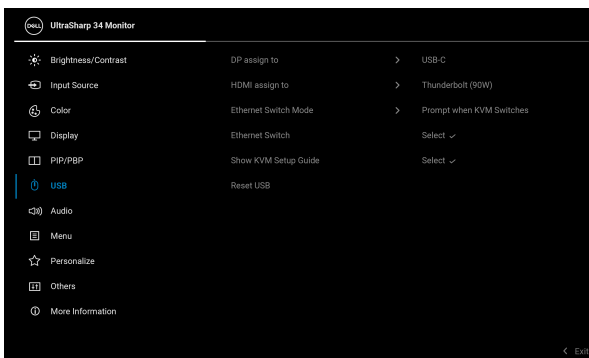 DELL UltraSharp 34 Monitor
Brightness/Contrast DP assign to > USB-C
Input Source HDMI assign to > Thunderbolt (90W)
Color Ethernet Switch Mode > Prompt when KVM Switches
Display Ethernet Switch Select ✓
PIP/PBP Show KVM Setup Guide Select ✓
USB Reset USB
Audio
Menu
Personalize
Others
More Information
< Exit